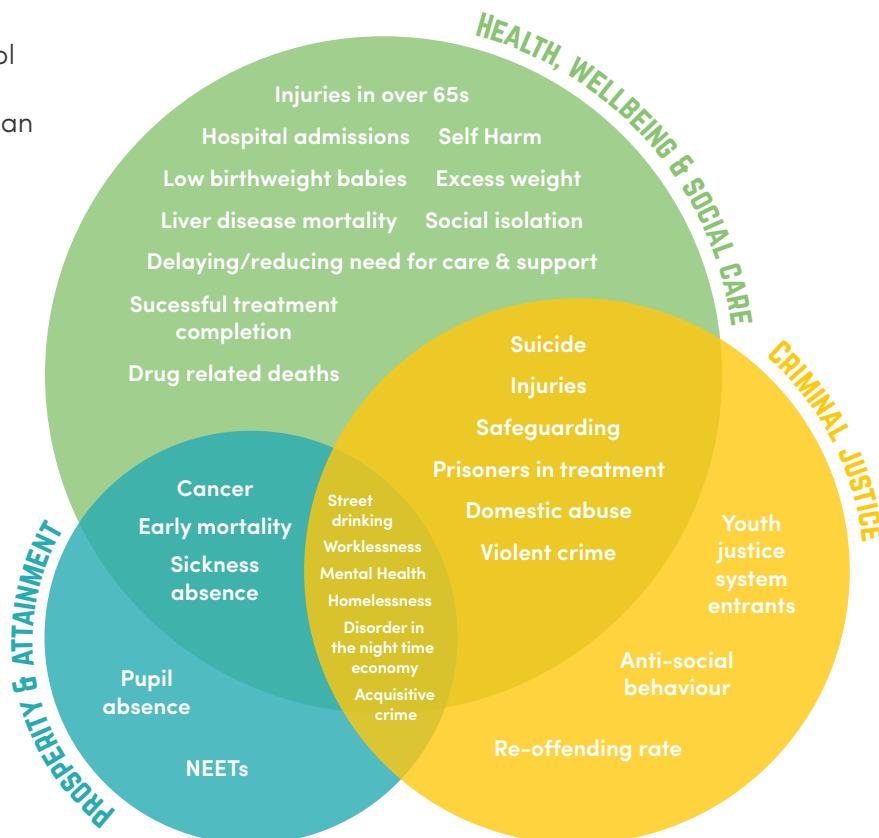 ol
an
HEALTH, WELLBEING & SOCIAL CARE
Injuries in over 65s
Hospital admissions Self Harm
Low birthweight babies Excess weight
Liver disease mortality Social isolation
Delaying/reducing need for care & support
Sucessful treatment
completion
Drug related deaths
CRIMINAL JUSTICE
Suicide
Injuries
Safeguarding
Prisoners in treatment
Domestic abuse
Violent crime
Youth
justice
system
entrants
Anti-social
behaviour
Re-offending rate
Street
drinking
Worklessness
Mental Health
Homelessness
Disorder in
the night time
economy
Acquisitive
crime
Cancer
Early mortality
Sickness
absence
PROSPERITY & ATTAINMENT
Pupil
absence
NEETs